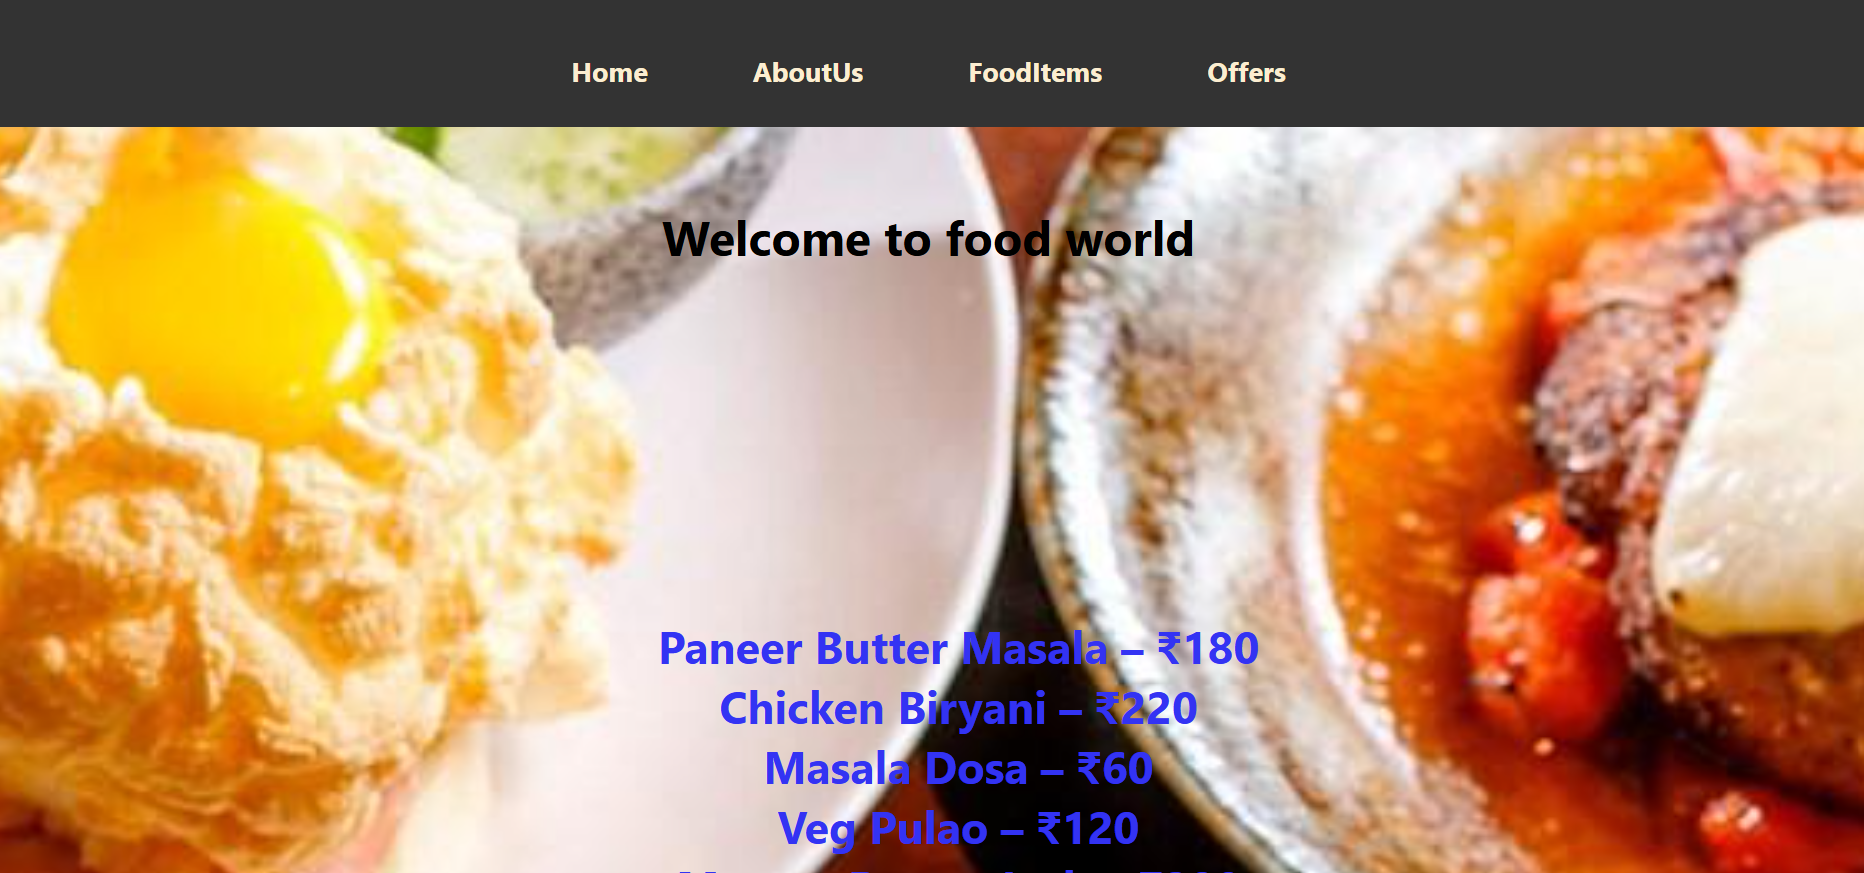 Home AboutUs FoodItems Offers
Welcome to food world
Paneer Butter Masala – ₹180
Chicken Biryani – ₹220
Masala Dosa – ₹60
Veg Pulao – ₹120